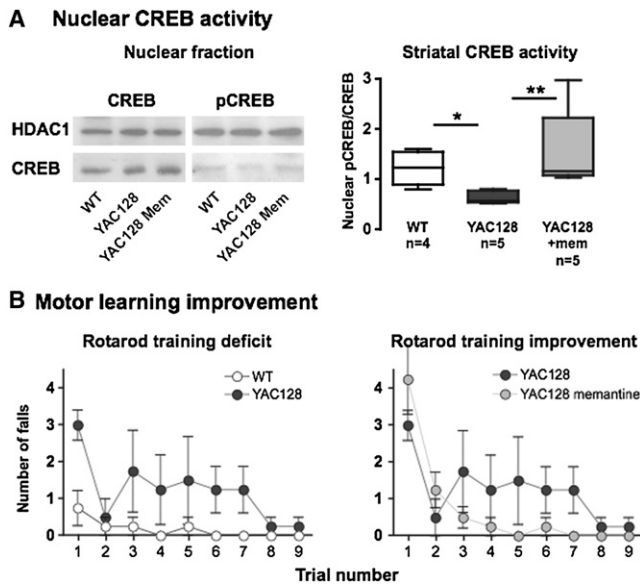 A Nuclear CREB activity
Nuclear fraction
CREB pCREB
HDAC1
CREB
WT
YAC128
YAC128 Mem
WT
YAC128
YAC128 Mem
Striatal CREB activity
Nuclear pCREB/CREB
3
2
1
0
*
**
WT
n=4
YAC128
n=5
YAC128
+mem
n=5
B Motor learning improvement
Rotarod training deficit
WT
YAC128
Number of falls
4
3
2
1
0
1 2 3 4 5 6 7 8 9
Rotarod training improvement
YAC128
YAC128 memantine
4
3
2
1
0
1 2 3 4 5 6 7 8 9
Trial number